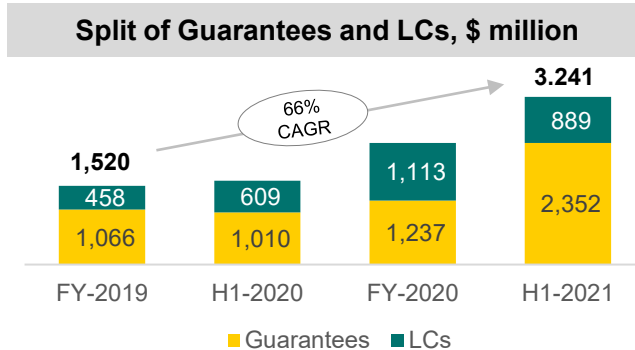 Split of Guarantees and LCs, $ million
3.241
66%
CAGR
889
1,520
1,113
458
609
2,352
1,066
1,010
1,237
FY-2019
H1-2020
FY-2020
H1-2021
Guarantees
LCs